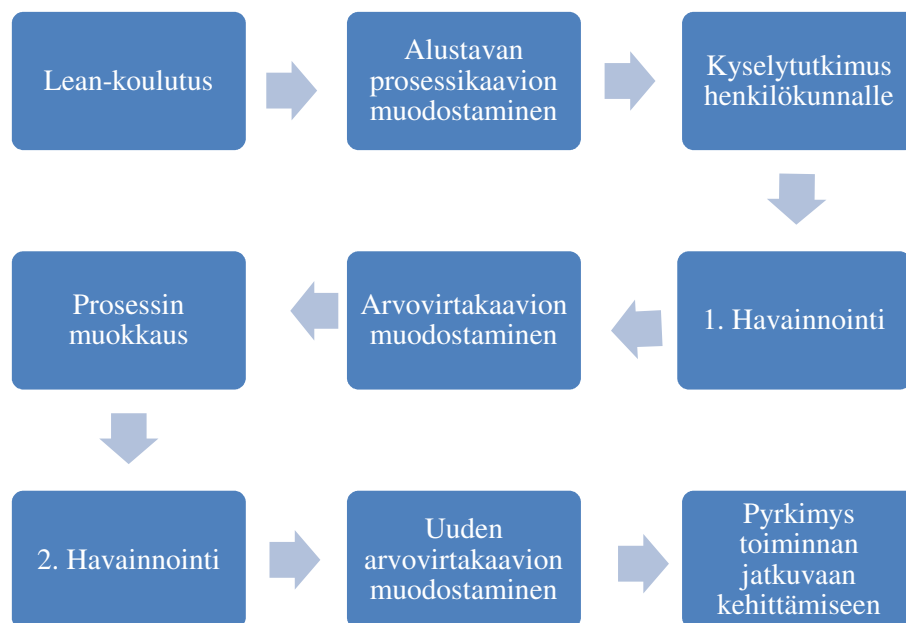 Lean-koulutus
Alustavan
prosessikaavion
muodostaminen
Kyselytutkimus
henkilökunnalle
1. Havainnointi
Arvovirtakaavion
muodostaminen
Prosessin
muokkaus
2. Havainnointi
Uuden
arvovirtakaavion
muodostaminen
Pyrkimys
toiminnan
jatkuvaan
kehittämiseen